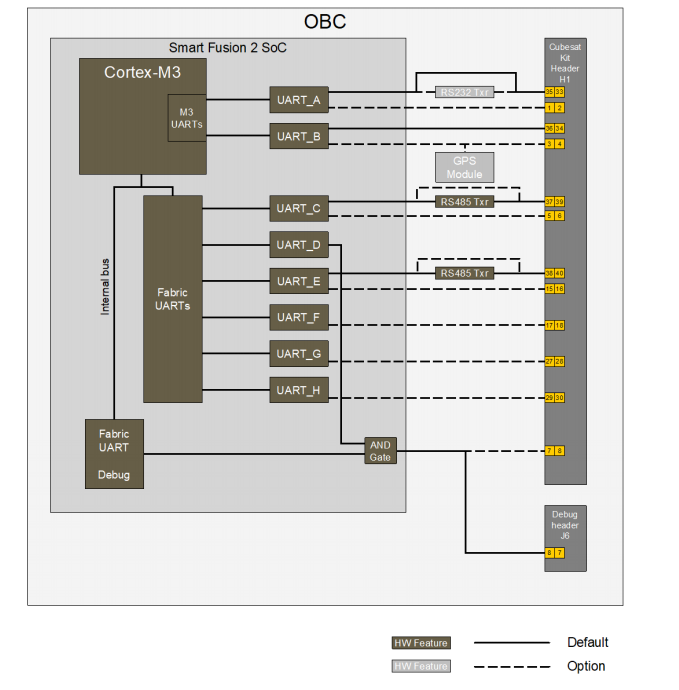 OBC
Smart Fusion 2 SoC
Cortex-M3
M3
UARTs
UART_A
UART_B
UART_C
UART_D
UART_E
UART_F
UART_G
UART_H
Internal bus
Fabric
UARTs
Fabric
UART
Debug
AND
Gate
RS232 Txr
GPS
Module
RS485 Txr
RS485 Txr
Cubesat
Kit
Header
H1
35 33
1 2
36 34
3 4
37 39
5 6
38 40
15 16
17 18
27 28
29 30
7 8
Debug
header
J6
8 7
HW Feature Default
HW Feature Option